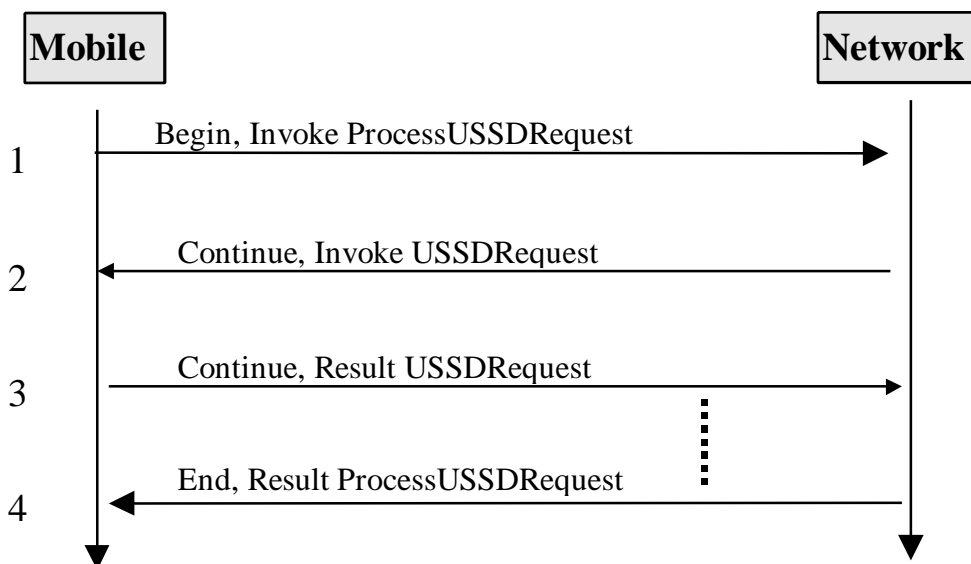 Mobile
Network
Begin, Invoke ProcessUSSDRequest
1
Continue, Invoke USSDRequest
2
Continue, Result USSDRequest
3
End, Result ProcessUSSDRequest
4